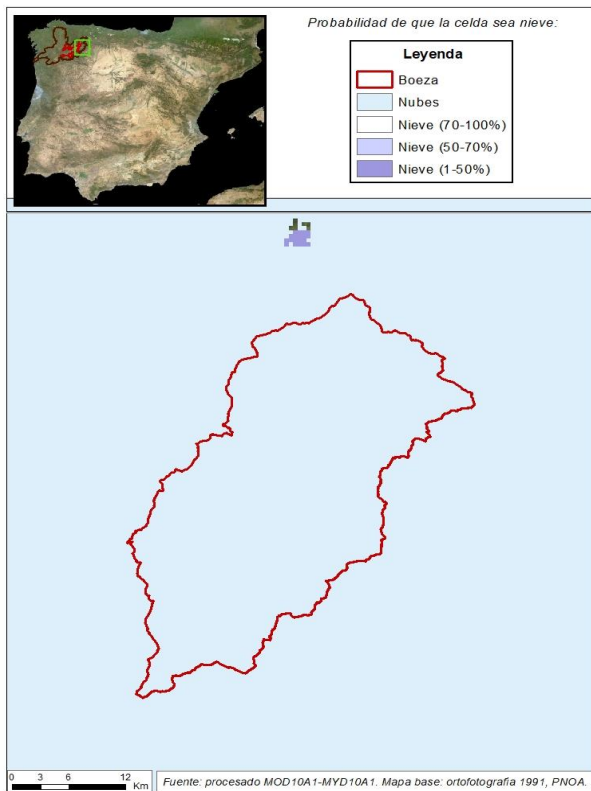 Probabilidad de que la celda sea nieve:
Leyenda
Boeza
Nubes
Nieve (70-100%)
Nieve (50-70%)
Nieve (1-50%)
0 3 6 12
Km
Fuente: procesado MOD10A1-MYD10A1. Mapa base: ortofotografía 1991, PNOA.